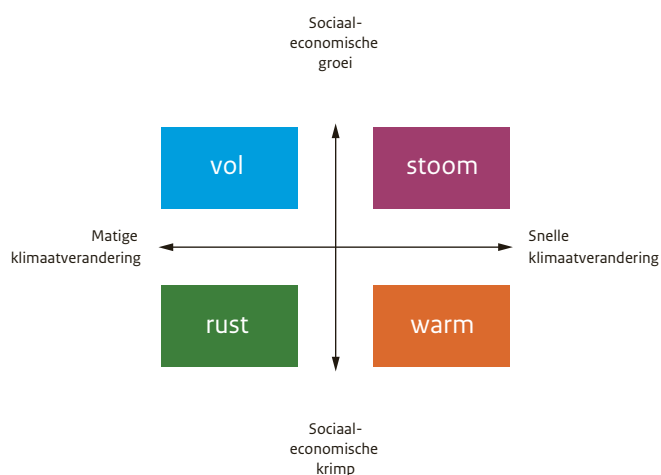 Sociaal-
economische
groei
vol
stoom
Matige
klimaatverandering
Snelle
klimaatverandering
rust
warm
Sociaal-
economische
krimp